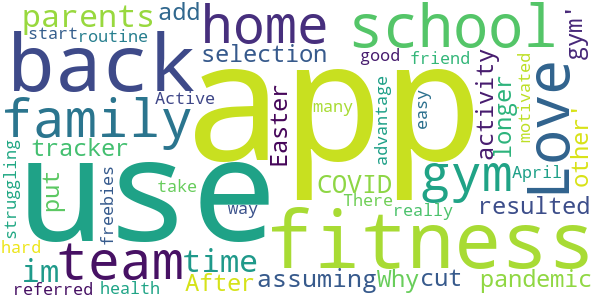 parents
add
home
school
gym'
start
routine
selection
good
friend
back
app
Love
Active
many
advantage
easy
activity
longer
motivated
family
Easter
other'
tracker
struggling
put
use
freebies
way
take
COVID
There
really
gym
April
resulted
hard
im
team
time
After
fitness
assuming
Why
cut
pandemic
referred
health